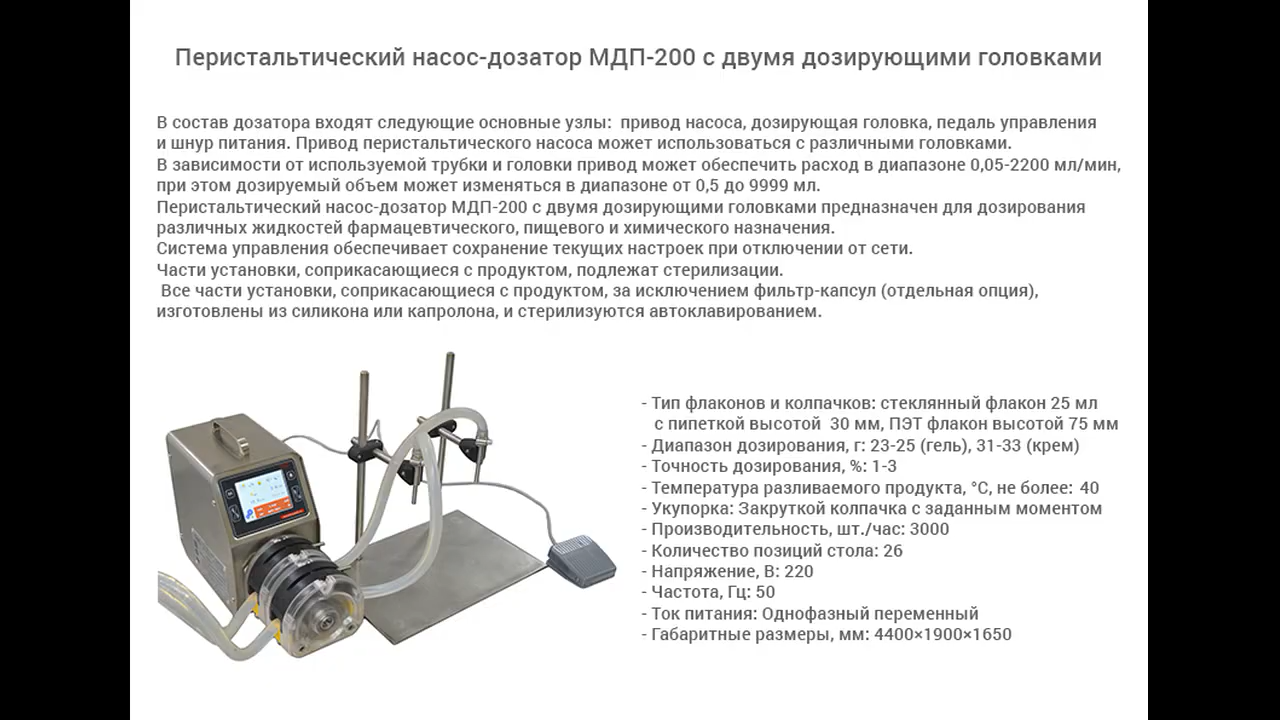 Перистальтический насос-дозатор МДП-200 с двумя дозирующими головками
В состав дозатора входят следующие основные узлы: привод насоса, дозирующая головка, педаль управления
и шнур питания. Привод перистальтического насоса может использоваться с различными головками.
В зависимости от используемой трубки и головки привод может обеспечить расход в диапазоне 0,05-2200 мл/мин,
при этом дозируемый объем может изменяться в диапазоне от 0,5 до 9999 мл.
Перистальтический насос-дозатор МДП-200 с двумя дозирующими головками предназначен для дозирования
различных жидкостей фармацевтического, пищевого и химического назначения.
Система управления обеспечивает сохранение текущих настроек при отключении от сети.
Части установки, соприкасающиеся с продуктом, подлежат стерилизации.
Все части установки, соприкасающиеся с продуктом, за исключением фильтр-капсул (отдельная опция),
изготовлены из силикона или капролона, и стерилизуются автоклавированием.
- Тип флаконов и колпачков: стеклянный флакон 25 мл
с пипеткой высотой 30 мм, ПЭТ флакон высотой 75 мм
- Диапазон дозирования, г: 23-25 (гель), 31-33 (крем)
- Точность дозирования, %: 1-3
- Температура разливаемого продукта, °С, не более: 40
- Укупорка: Закруткой колпачка с заданным моментом
- Производительность, шт./час: 3000
- Количество позиций стола: 26
- Напряжение, В: 220
- Частота, Гц: 50
- Ток питания: Однофазный переменный
- Габаритные размеры, мм: 4400×1900×1650